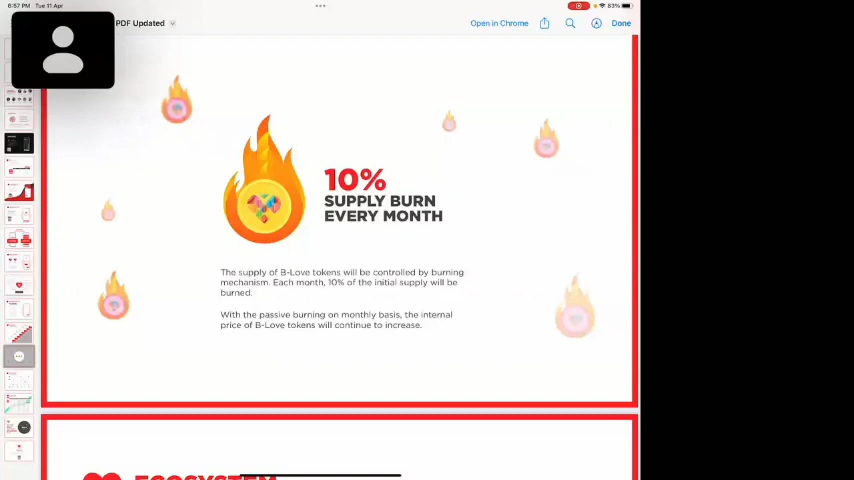 6:57 PM Tue 11 Apr
83%
PDF Updated
Open in Chrome
Done
10%
SUPPLY BURN
EVERY MONTH
The supply of B-Love tokens will be controlled by burning
mechanism. Each month, 10% of the initial supply will be
burned.
With the passive burning on monthly basis, the internal
price of B-Love tokens will continue to increase.
ECOSYSTEM